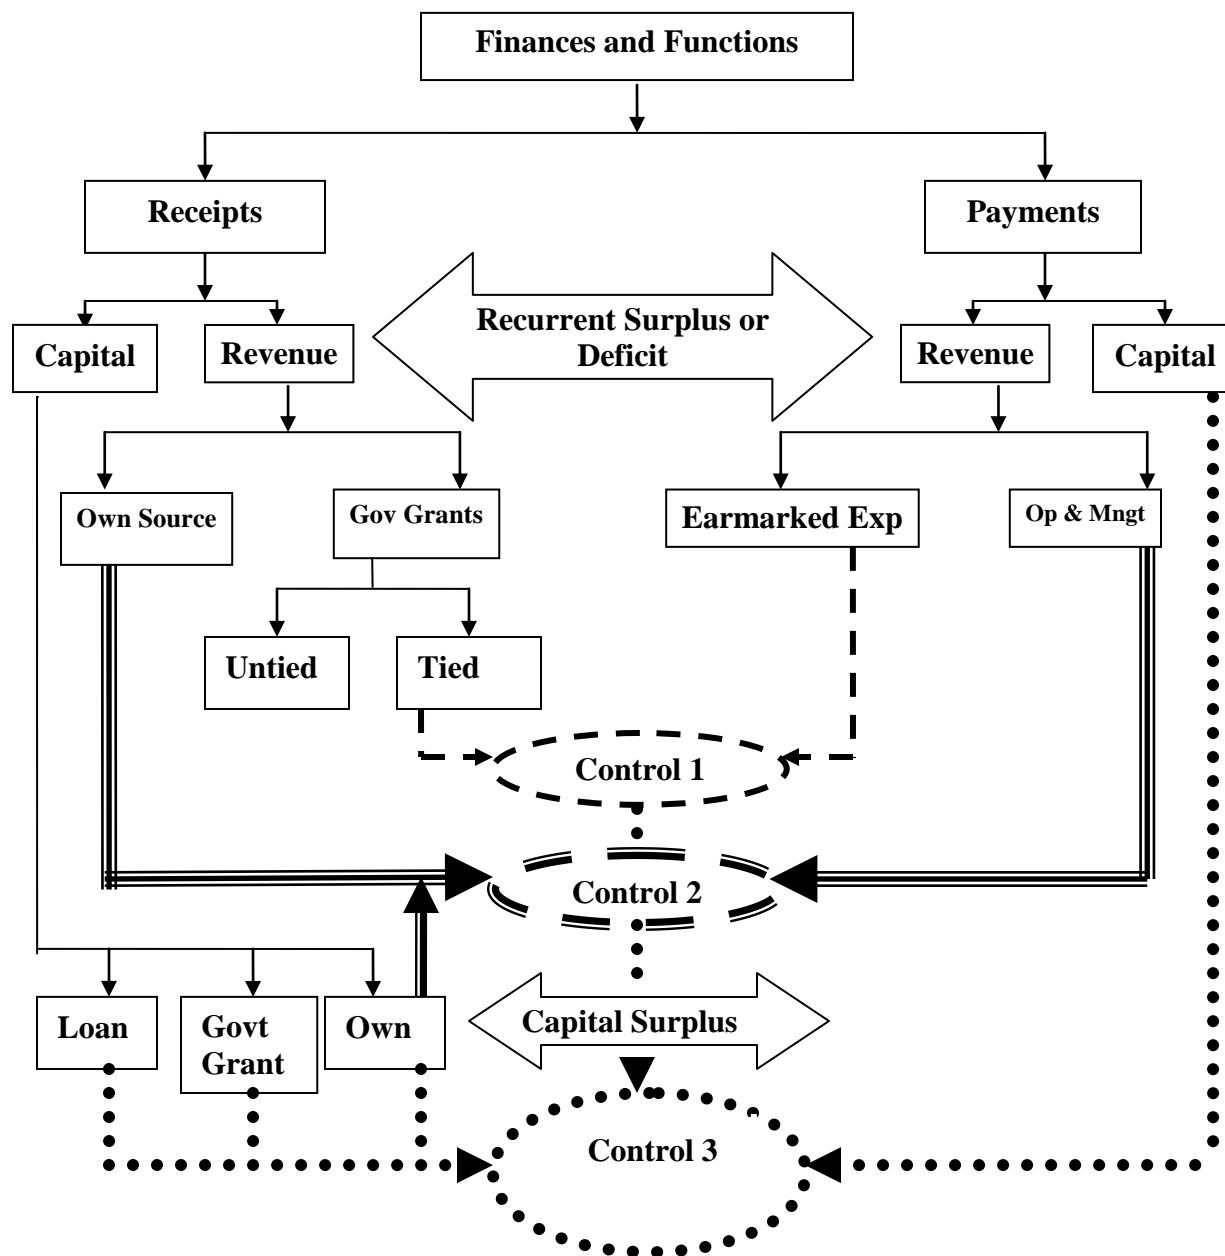 Finances and Functions
Receipts
Payments
Recurrent Surplus or
Deficit
Capital
Revenue
Revenue
Capital
Own Source
Gov Grants
Earmarked Exp
Op & Mngt
Untied
Tied
Control 1
Control 2
Loan
Govt
Grant
Own
Capital Surplus
Control 3